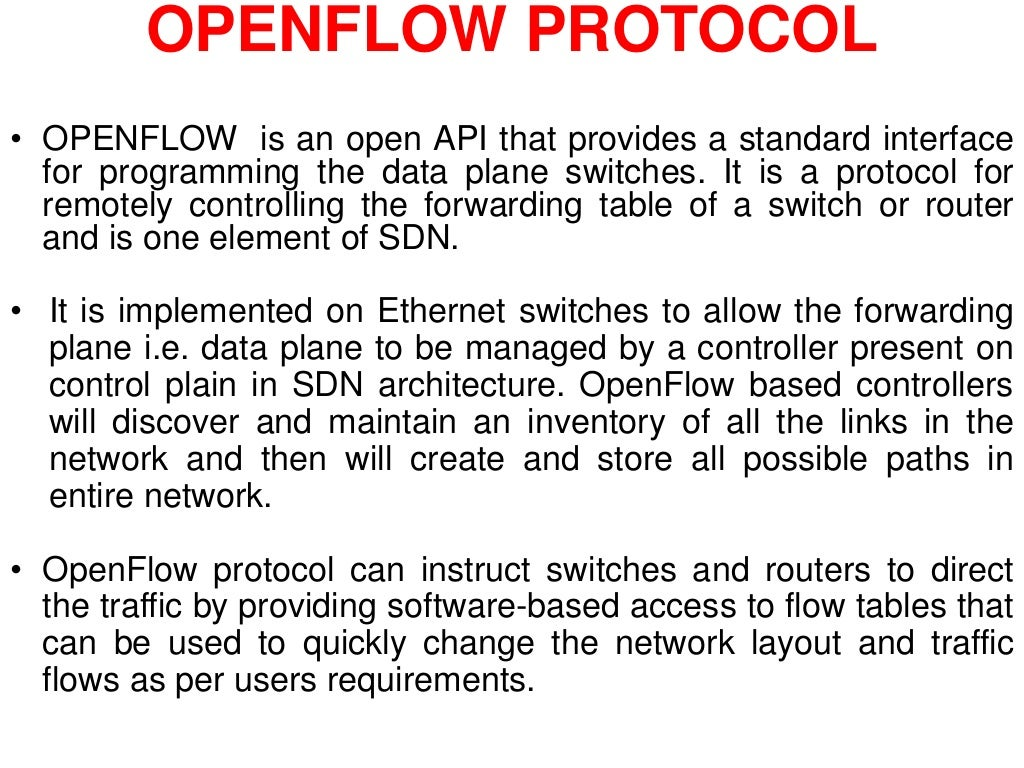 OPENFLOW PROTOCOL
• OPENFLOW is an open API that provides a standard interface
for programming the data plane switches. It is a protocol for
remotely controlling the forwarding table of a switch or router
and is one element of SDN.
• It is implemented on Ethernet switches to allow the forwarding
plane i.e. data plane to be managed by a controller present on
control plain in SDN architecture. OpenFlow based controllers
will discover and maintain an inventory of all the links in the
network and then will create and store all possible paths in
entire network.
• OpenFlow protocol can instruct switches and routers to direct
the traffic by providing software-based access to flow tables that
can be used to quickly change the network layout and traffic
flows as per users requirements.